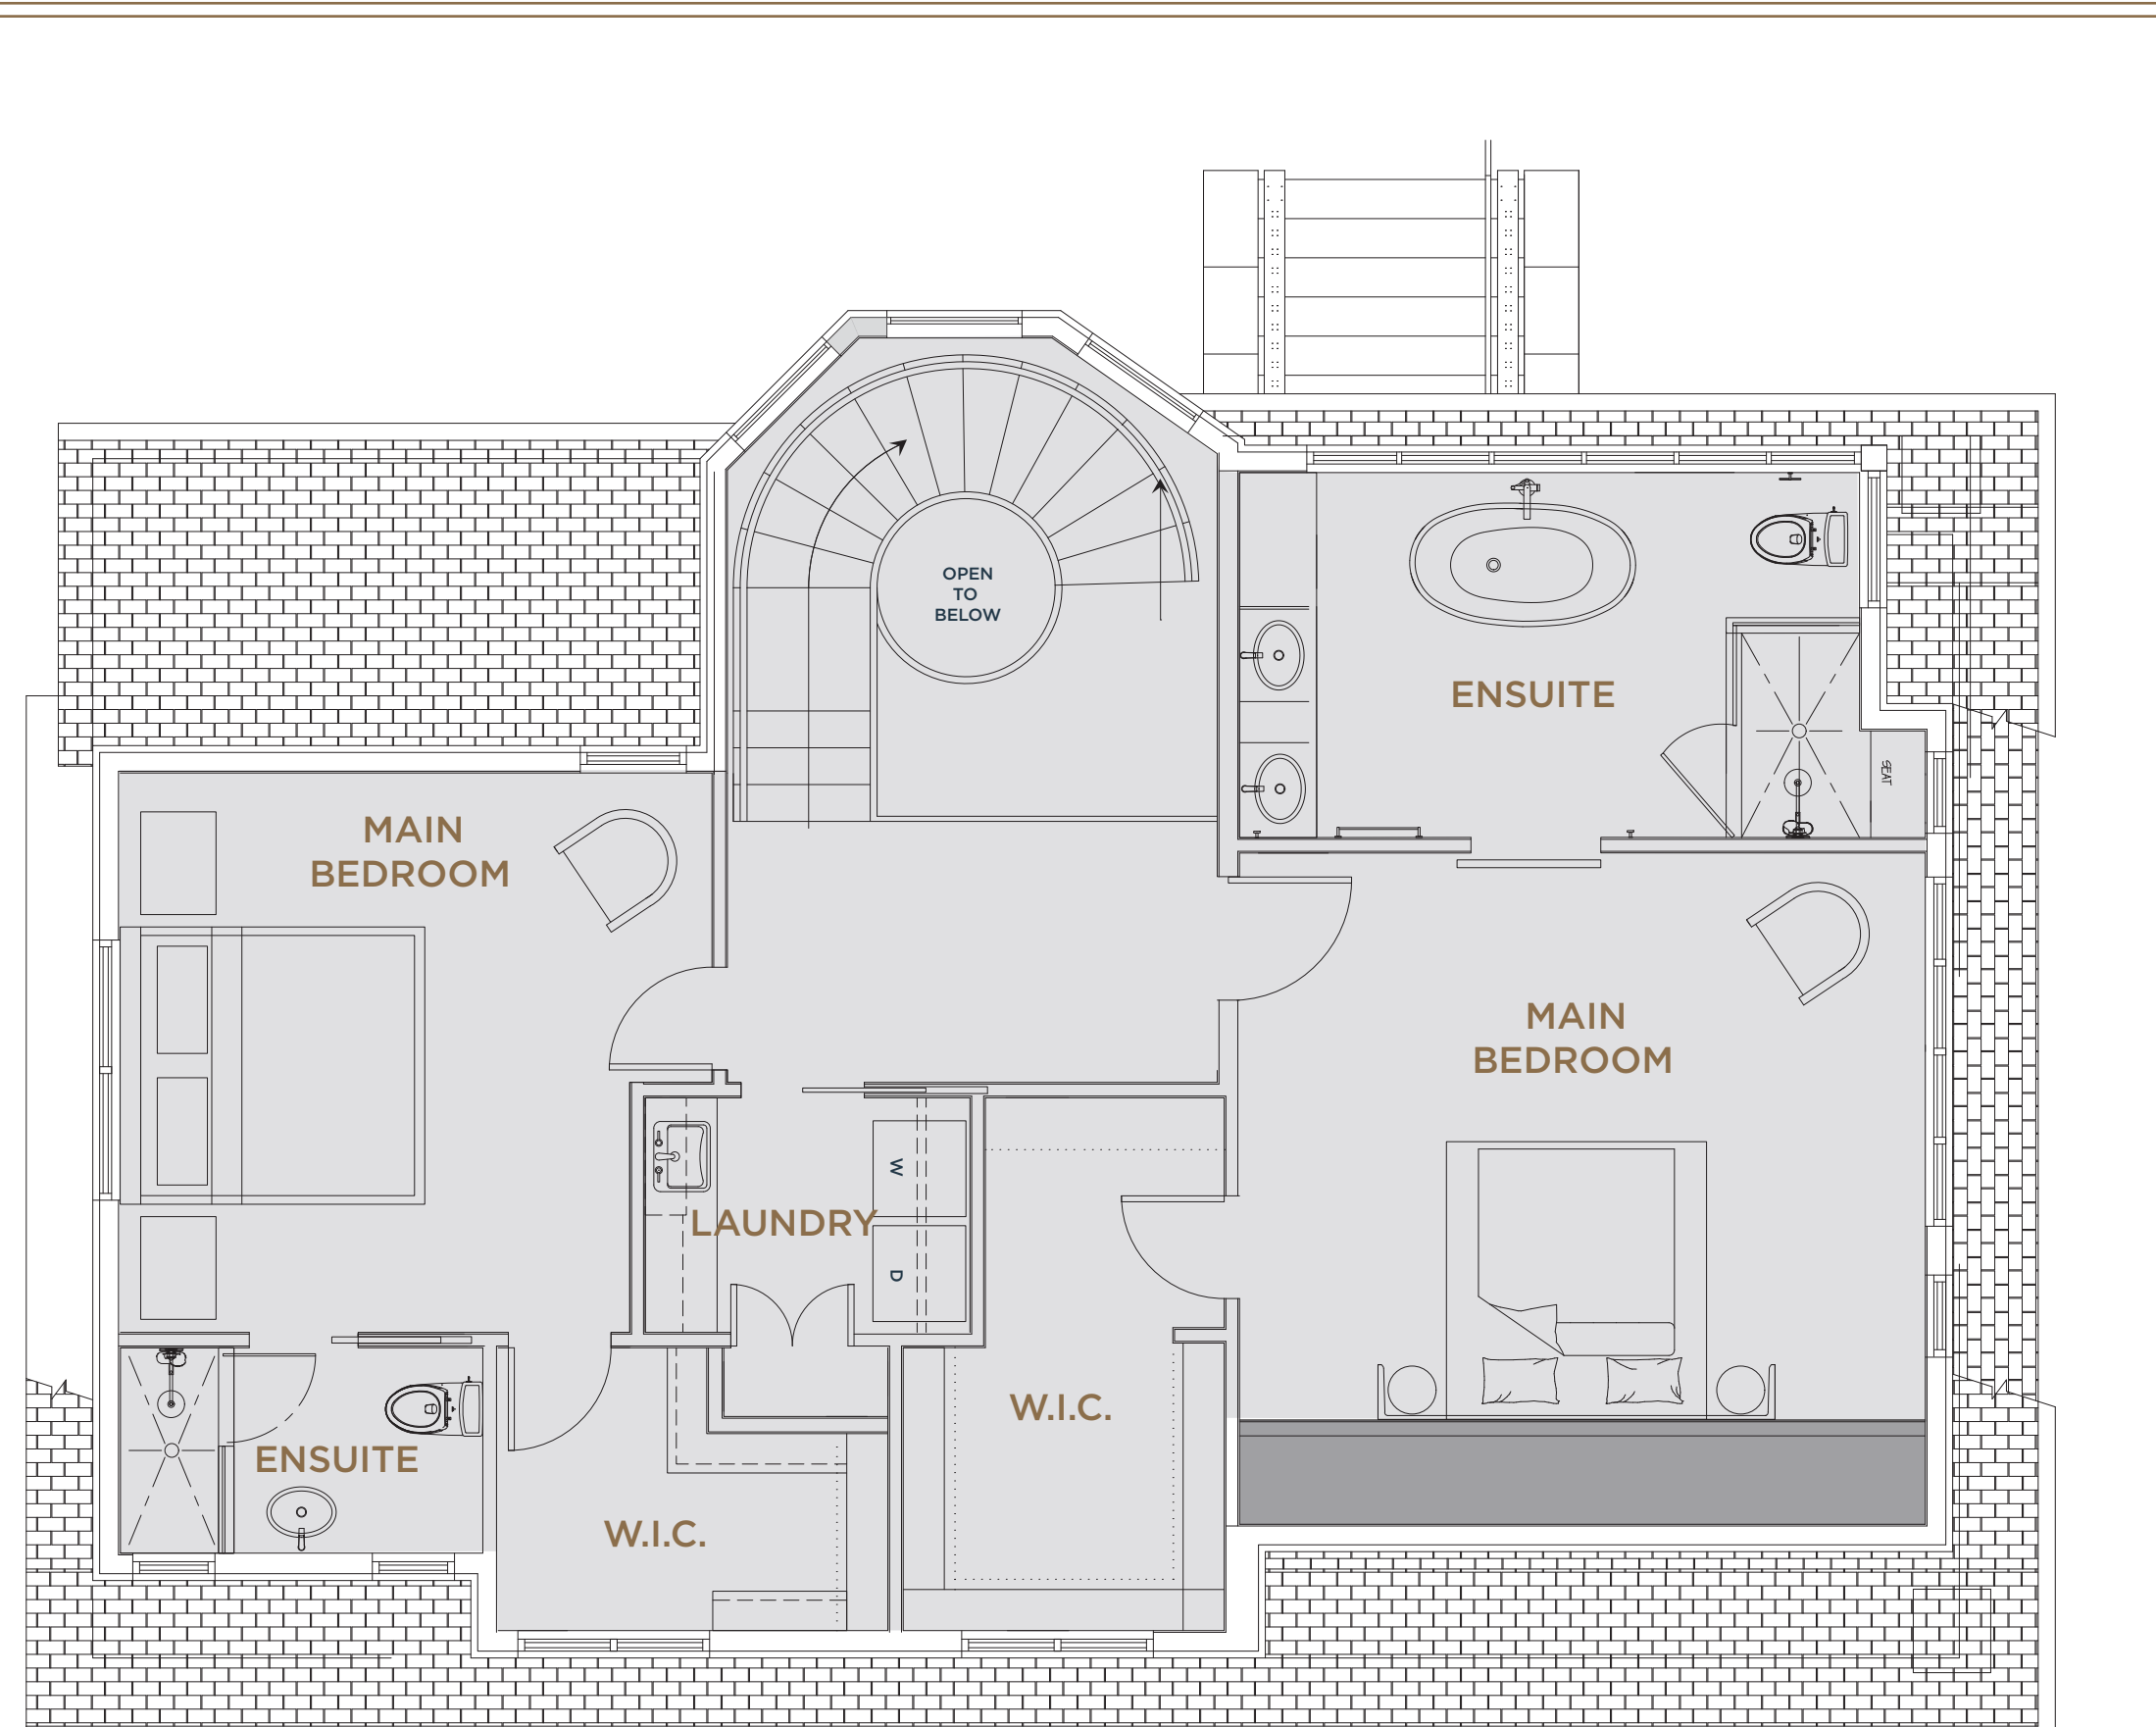 OPEN
TO
BELOW
ENSUITE
SEAT
MAIN
BEDROOM
MAIN
BEDROOM
W
LAUNDRY
D
W.I.C.
ENSUITE
W.I.C.